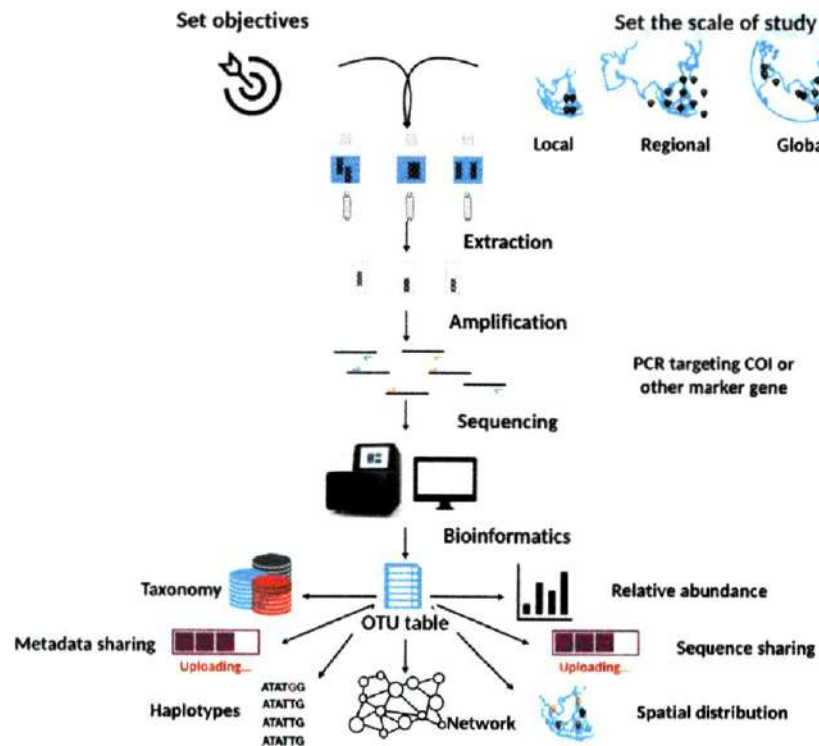 Set objectives
Set the scale of study
Local
Regional
Globa
Extraction
Amplification
PCR targeting COI or
other marker gene
Sequencing
Bioinformatics
Taxonomy
OTU table
Relative abundance
Metadata sharing
Uploading...
Sequence sharing
Uploading...
Haplotypes
ATATGG
ATATTG
ATATTG
ATATTG
Network
Spatial distribution